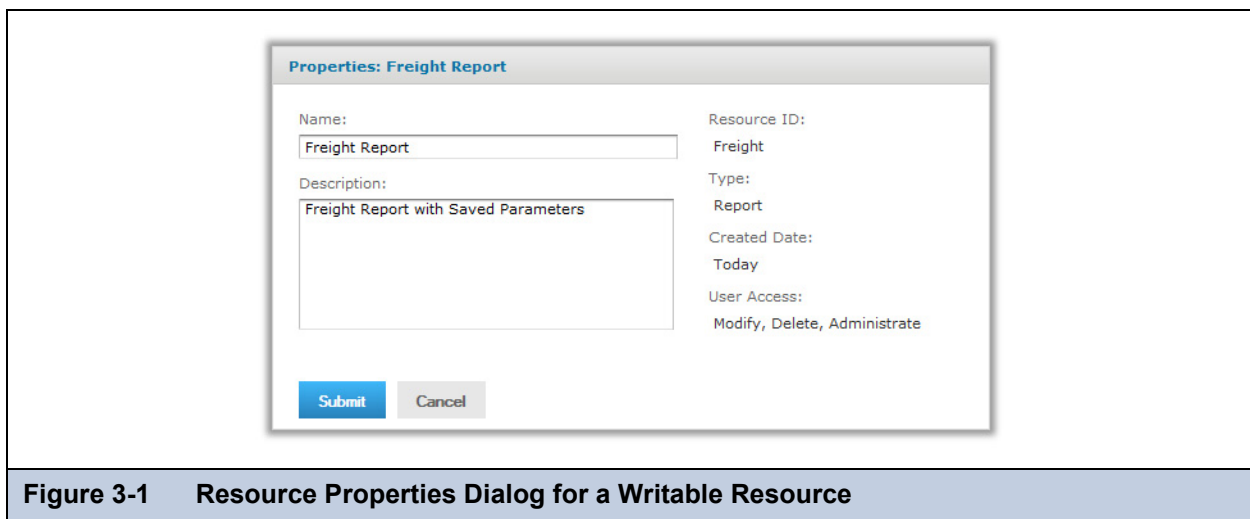 Properties: Freight Report
Name:
Freight Report
Description:
Freight Report with Saved Parameters
Resource ID:
Freight
Type:
Report
Created Date:
Today
User Access:
Modify, Delete, Administrate
Submit Cancel
Figure 3-1 Resource Properties Dialog for a Writable Resource